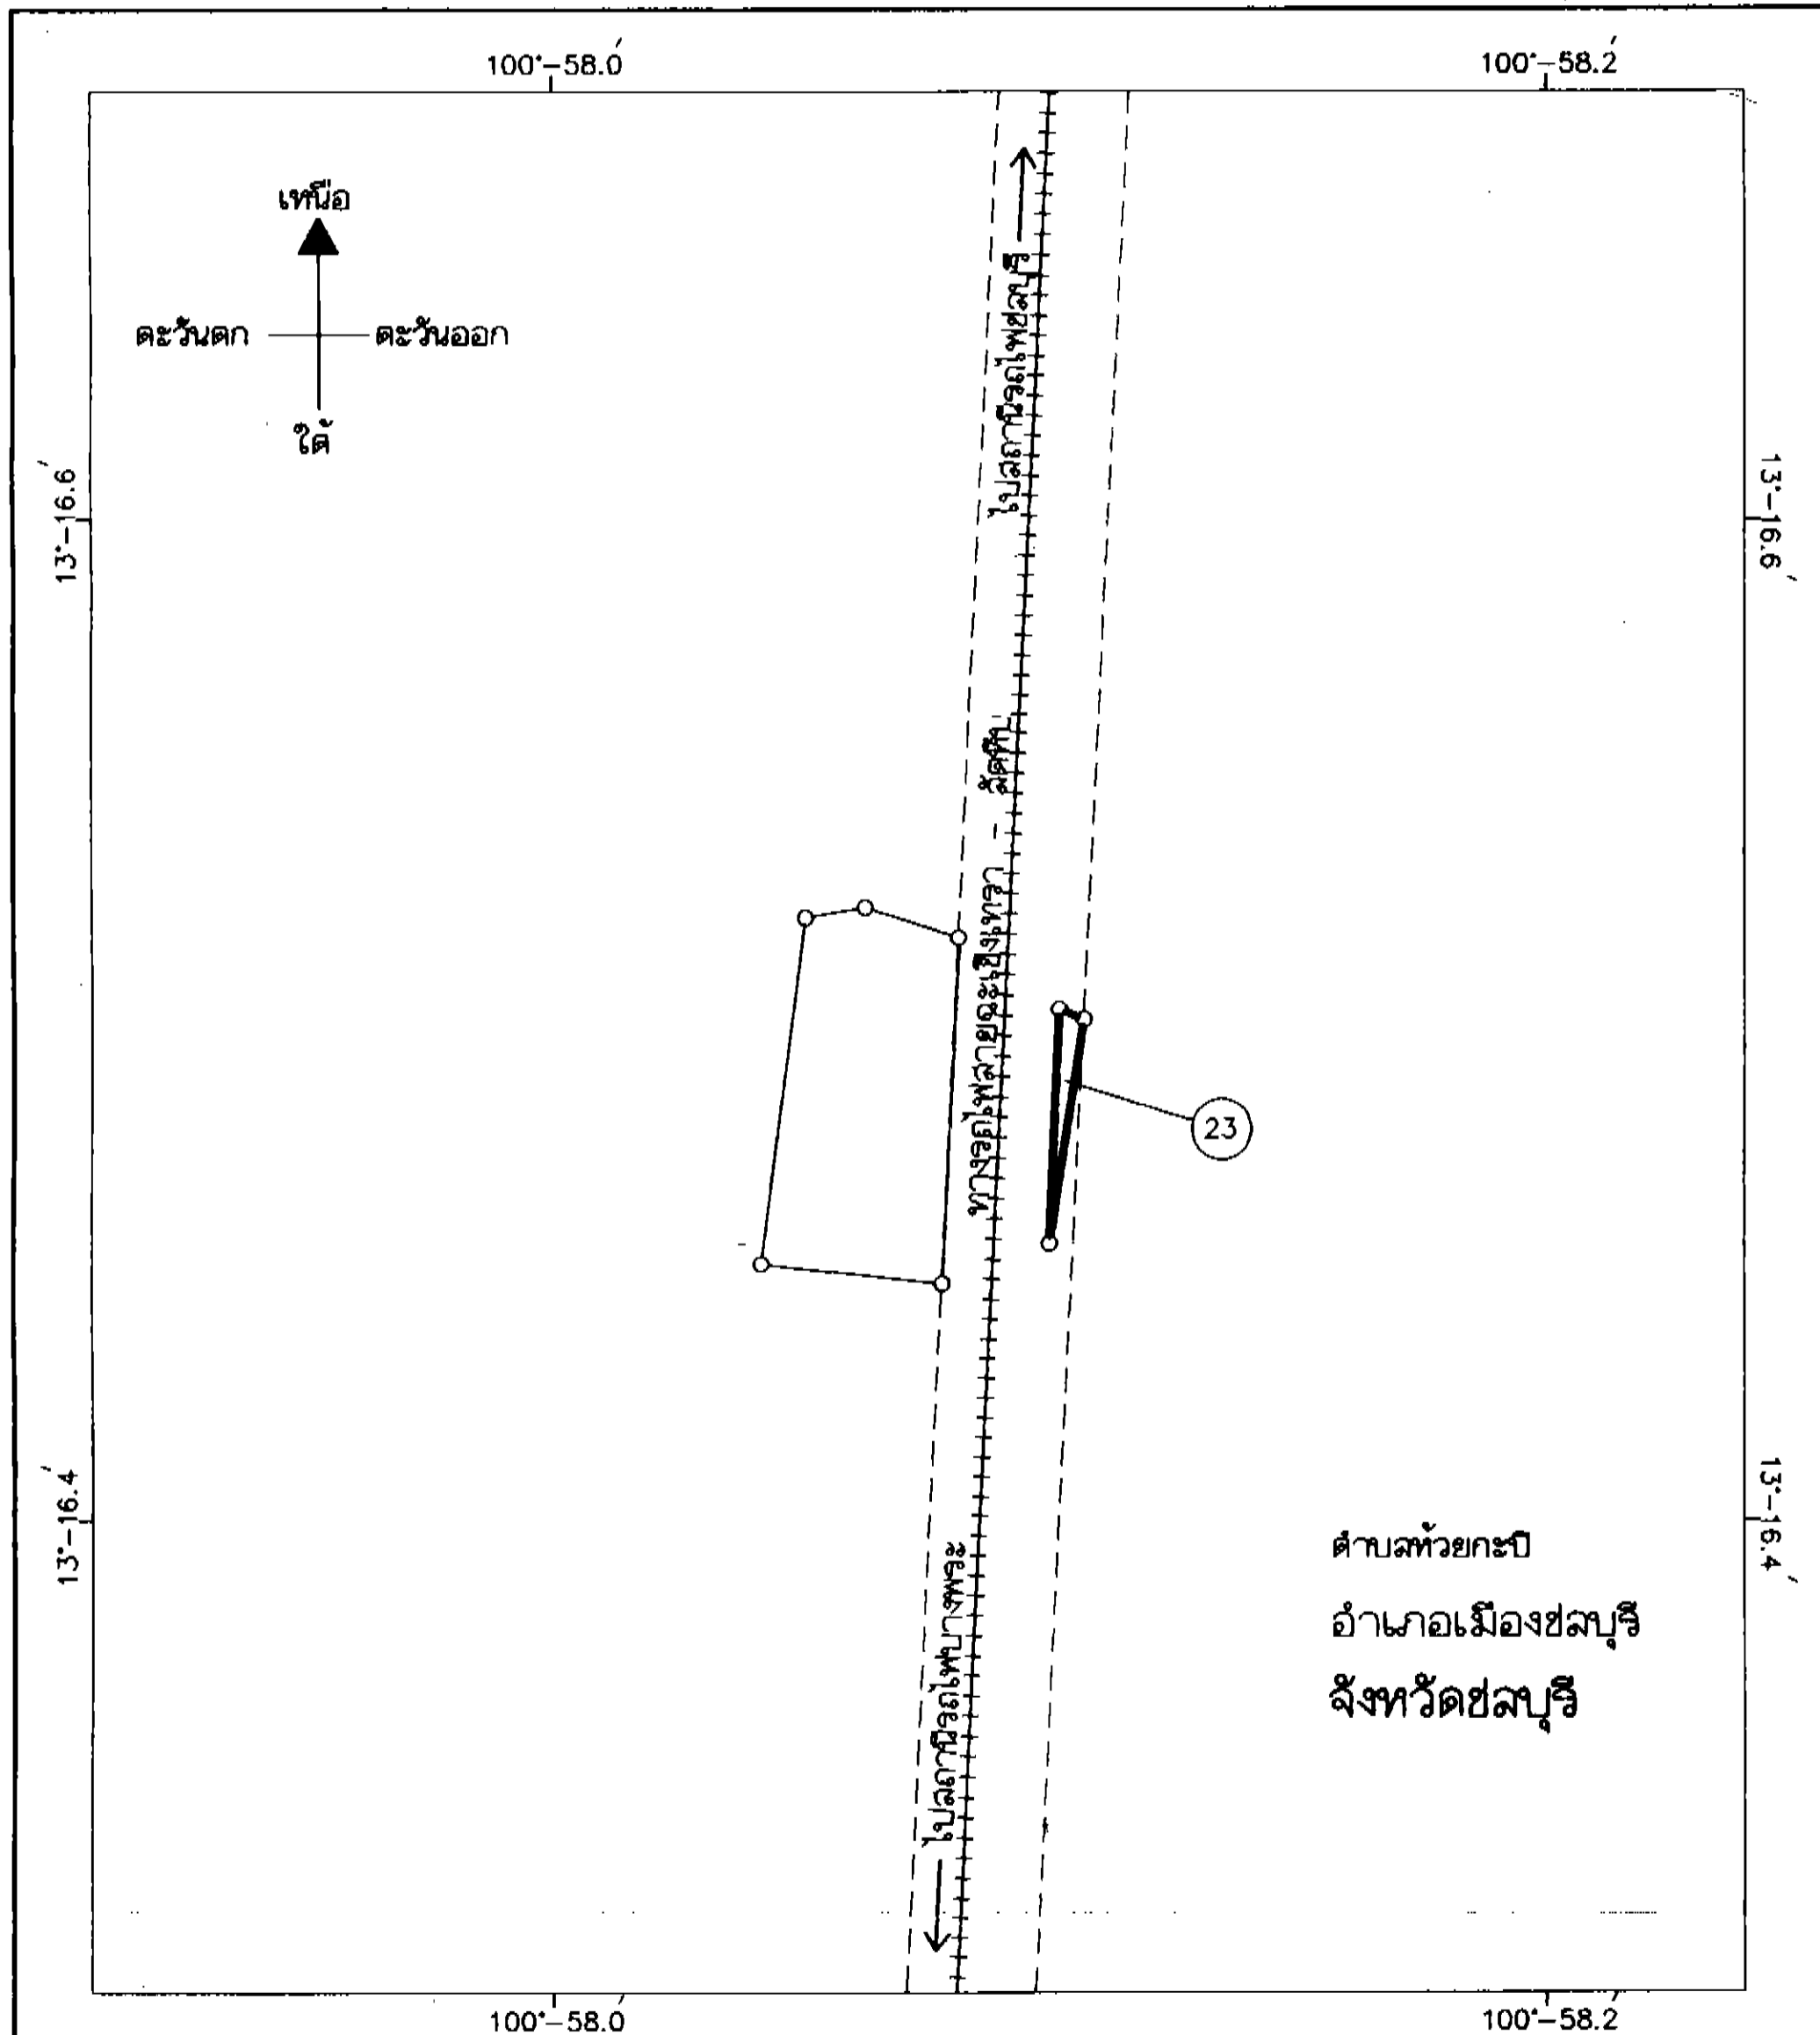 100°-58.0′
100°-58.2′
เหนือ
ตะวันตก
ตะวันออก
ใต้
13°-16.6′
13°-16.6′
ไปสถานีรถไฟชลบุรี
ทางรถไฟสายฉะเชิงเทรา - สัตหีบ
23
13°-16.4′
13°-16.4′
ไปสถานีรถไฟบางพระ
ตำบลห้วยกะปิ
อำเภอเมืองชลบุรี
จังหวัดชลบุรี
100°-58.0′
100°-58.2′